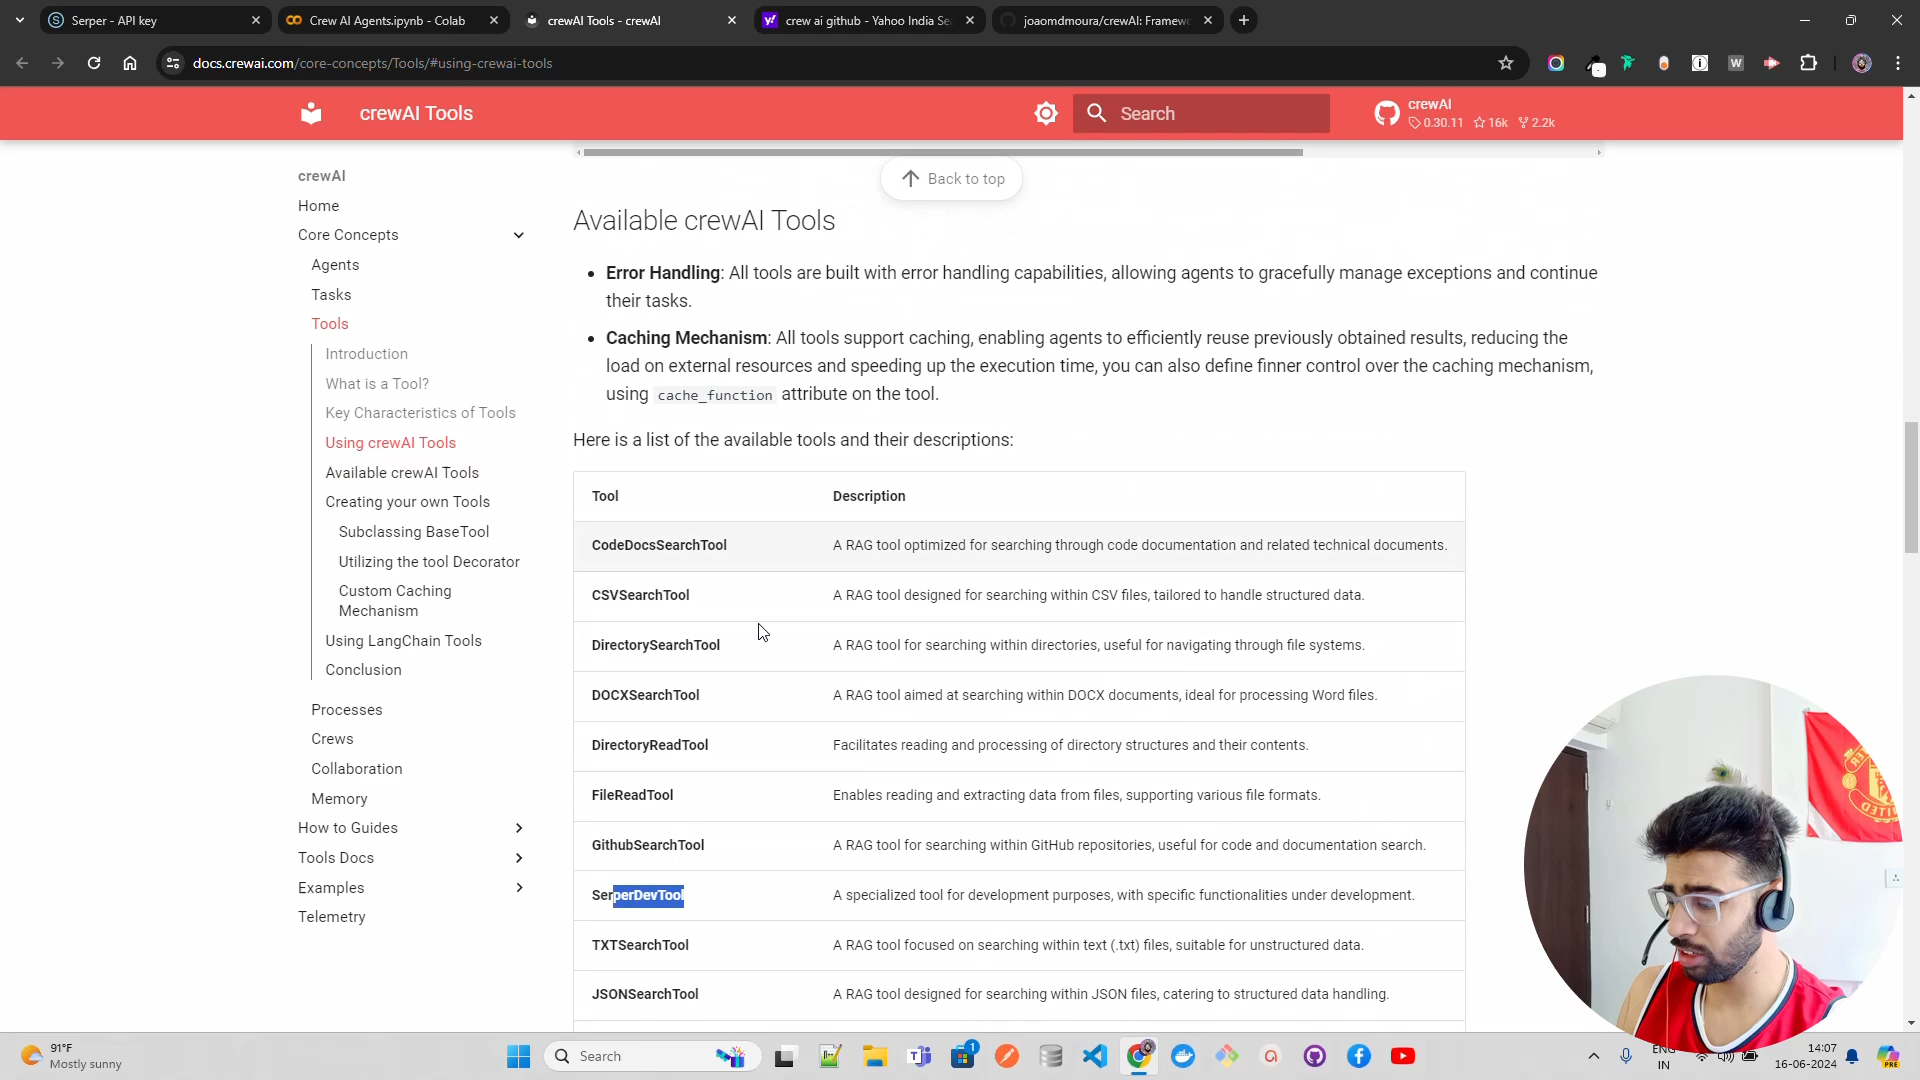 Serper - API key
Crew AI Agents.ipynb - Colab
crewAI Tools - crewAI
crew ai github - Yahoo India Se
joaomdmoura/crewAI: Framew
docs.crewai.com/core-concepts/Tools/#using-crewai-tools
crewAI Tools
Search
crewAI
0.30.11 16k 2.2k
crewAI
Home
Core Concepts
Agents
Tasks
Tools
Introduction
What is a Tool?
Key Characteristics of Tools
Using crewAI Tools
Available crewAI Tools
Creating your own Tools
Subclassing BaseTool
Utilizing the tool Decorator
Custom Caching
Mechanism
Using LangChain Tools
Conclusion
Processes
Crews
Collaboration
Memory
How to Guides
Tools Docs
Examples
Telemetry
Back to top
Available crewAI Tools
Error Handling: All tools are built with error handling capabilities, allowing agents to gracefully manage exceptions and continue
their tasks.
Caching Mechanism: All tools support caching, enabling agents to efficiently reuse previously obtained results, reducing the
load on external resources and speeding up the execution time, you can also define finner control over the caching mechanism,
using cache_function attribute on the tool.
Here is a list of the available tools and their descriptions:
Tool Description
CodeDocsSearchTool A RAG tool optimized for searching through code documentation and related technical documents.
CSVSearchTool A RAG tool designed for searching within CSV files, tailored to handle structured data.
DirectorySearchTool A RAG tool for searching within directories, useful for navigating through file systems.
DOCXSearchTool A RAG tool aimed at searching within DOCX documents, ideal for processing Word files.
DirectoryReadTool Facilitates reading and processing of directory structures and their contents.
FileReadTool Enables reading and extracting data from files, supporting various file formats.
GithubSearchTool A RAG tool for searching within GitHub repositories, useful for code and documentation search.
SerperDevTool A specialized tool for development purposes, with specific functionalities under development.
TXTSearchTool A RAG tool focused on searching within text (.txt) files, suitable for unstructured data.
JSONSearchTool A RAG tool designed for searching within JSON files, catering to structured data handling.
91°F
Mostly sunny
Search
1
ENG
IN
14:07
16-06-2024
PRE